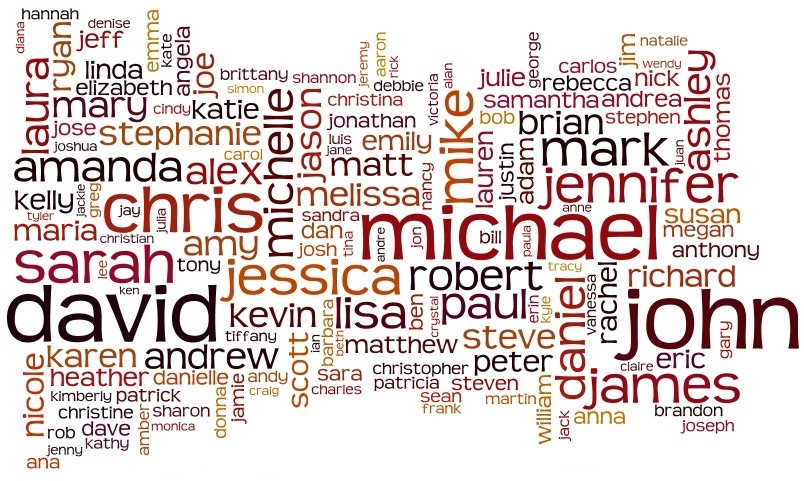 hannah
diana
denise
jeff
ryan
emma
kate
angela
joe
linda
elizabeth
laura
mary
cindy
katie
brittany
simon
shannon
jeremy
rick
aaron
debbie
christina
victoria
alan
mike
julie
george
carlos
rebecca
jim
natalie
wendy
nick
ashley
thomas
samantha
andrea
bob
brian
stephen
jose
joshua
stephanie
carol
michelle
jason
jonathan
luis
jane
emily
matt
nancy
lauren
justin
adam
mark
juan
amanda
alex
kelly
jackie
greg
tyler
jay
chris
julia
melissa
sandra
dan
josh
tina
andre
jon
michael
bill
paula
anne
jennifer
susan
megan
anthony
maria
christian
amy
sarah
lee
tony
ken
jessica
robert
tracy
vanessa
rachel
richard
david
kevin
lisa
ben
crystal
paul
erin
kyle
daniel
john
gary
tiffany
ian
barbara
beth
matthew
steve
peter
claire
eric
nicole
karen
andrew
scott
heather
danielle
andy
craig
sara
charles
christopher
patricia
steven
james
kimberly
patrick
donna
jamie
sean
frank
martin
william
jack
anna
brandon
joseph
christine
sharon
amber
monica
rob
dave
kathy
jenny
ana